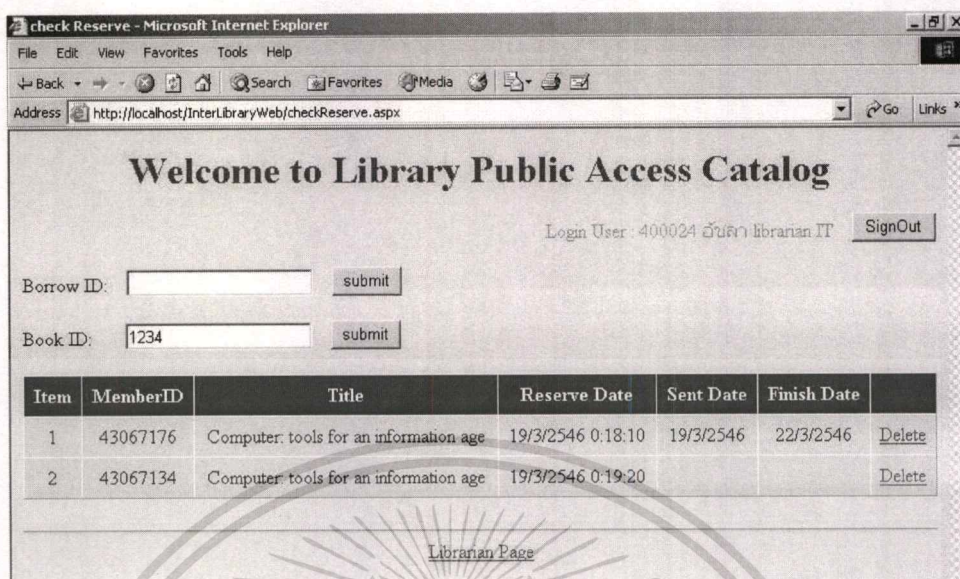 check Reserve - Microsoft Internet Explorer
File Edit View Favorites Tools Help
Back Search Favorites Media
Address http://localhost/InterLibraryWeb/checkReserve.aspx Go Links
Welcome to Library Public Access Catalog
Login User : 400024 อับลา librarian IT SignOut
Borrow ID: submit
Book ID: 1234 submit
Item MemberID Title Reserve Date Sent Date Finish Date
1 43067176 Computer: tools for an information age 19/3/2546 0:18:10 19/3/2546 22/3/2546 Delete
2 43067134 Computer: tools for an information age 19/3/2546 0:19:20 Delete
Librarian Page